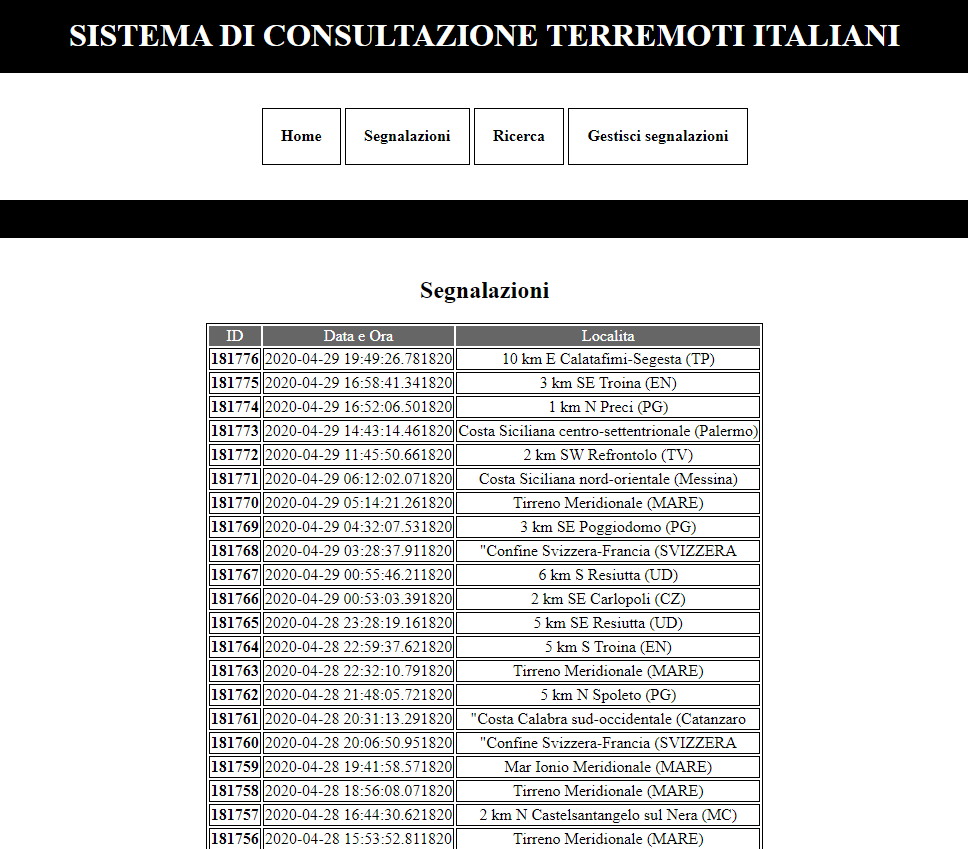 SISTEMA DI CONSULTAZIONE TERREMOTI ITALIANI
Home Segnalazioni Ricerca Gestisci segnalazioni
Segnalazioni
ID Data e Ora Localita
181776 2020-04-29 19:49:26.781820 10 km E Calatafimi-Segesta (TP)
181775 2020-04-29 16:58:41.341820 3 km SE Troina (EN)
181774 2020-04-29 16:52:06.501820 1 km N Preci (PG)
181773 2020-04-29 14:43:14.461820 Costa Siciliana centro-settentrionale (Palermo)
181772 2020-04-29 11:45:50.661820 2 km SW Refrontolo (TV)
181771 2020-04-29 06:12:02.071820 Costa Siciliana nord-orientale (Messina)
181770 2020-04-29 05:14:21.261820 Tirreno Meridionale (MARE)
181769 2020-04-29 04:32:07.531820 3 km SE Poggiodomo (PG)
181768 2020-04-29 03:28:37.911820 "Confine Svizzera-Francia (SVIZZERA
181767 2020-04-29 00:55:46.211820 6 km S Resiutta (UD)
181766 2020-04-29 00:53:03.391820 2 km SE Carlopoli (CZ)
181765 2020-04-28 23:28:19.161820 5 km SE Resiutta (UD)
181764 2020-04-28 22:59:37.621820 5 km S Troina (EN)
181763 2020-04-28 22:32:10.791820 Tirreno Meridionale (MARE)
181762 2020-04-28 21:48:05.721820 5 km N Spoleto (PG)
181761 2020-04-28 20:31:13.291820 "Costa Calabra sud-occidentale (Catanzaro
181760 2020-04-28 20:06:50.951820 "Confine Svizzera-Francia (SVIZZERA
181759 2020-04-28 19:41:58.571820 Mar Ionio Meridionale (MARE)
181758 2020-04-28 18:56:08.071820 Tirreno Meridionale (MARE)
181757 2020-04-28 16:44:30.621820 2 km N Castelsantangelo sul Nera (MC)
181756 2020-04-28 15:53:52.811820 Tirreno Meridionale (MARE)